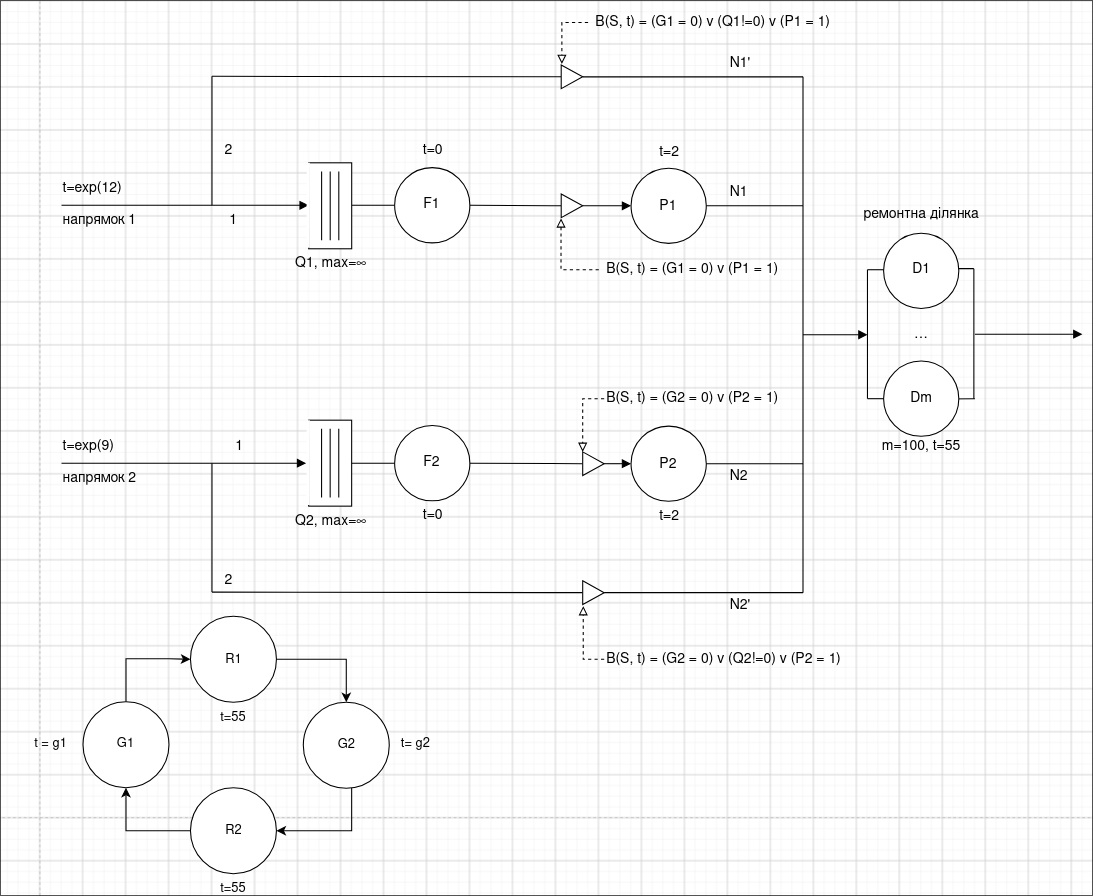 B(S, t) = (G1 = 0) v (Q1!=0) v (P1 = 1)
N1'
2
t=0
t=2
t=exp(12)
F1
P1
N1
напрямок 1
1
ремонтна ділянка
Q1, max=∞
B(S, t) = (G1 = 0) v (P1 = 1)
D1
...
B(S, t) = (G2 = 0) v (P2 = 1)
Dm
t=exp(9)
1
m=100, t=55
F2
P2
напрямок 2
N2
Q2, max=∞
t=0
t=2
2
N2'
R1
B(S, t) = (G2 = 0) v (Q2!=0) v (P2 = 1)
t=55
t = g1
G1
G2
t= g2
R2
t=55